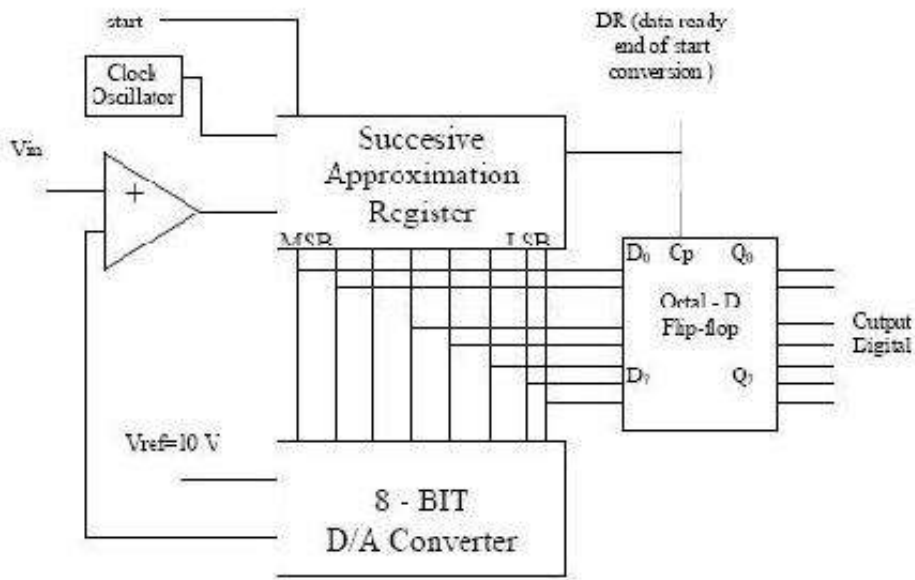 start
DR (data ready
end of start
conversion )
Clock
Oscillator
Vin
+
Succesive
Approximation
Register
MSB
LSB
D0 Cp Q0
Octal - D
Flip-flop
D7 Q7
Cutput
Digital
Vref=10 V
8 - BIT
D/A Converter